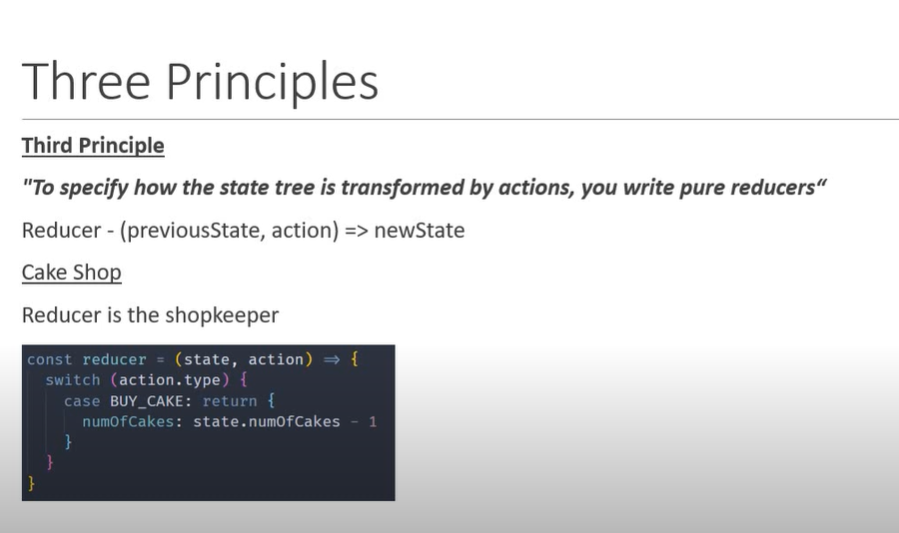 Three Principles
Third Principle
"To specify how the state tree is transformed by actions, you write pure reducers“
Reducer - (previousState, action) => newState
Cake Shop
Reducer is the shopkeeper
const reducer = (state, action) ⇒ {
  switch (action.type) {
    case BUY_CAKE: return {
      numOfCakes: state.numOfCakes - 1
    }
  }
}